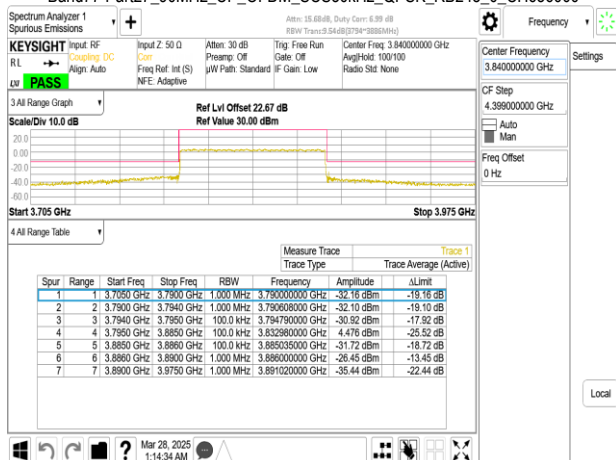 Spectrum Analyzer 1
Spurious Emissions
Attn: 15.68dB, Duty Corr: 6.99 dB
RBW Trans:9.54dB(3794~3886MHz)
Frequency
KEYSIGHT Input: RF Input Z: 50 Ω Atten: 30 dB Trig: Free Run Center Freq: 3.840000000 GHz
RL Coupling: DC Corr Preamp: Off Gate: Off Avg|Hold: 100/100
Align: Auto Freq Ref: Int (S) µW Path: Standard IF Gain: Low Radio Std: None
LXI PASS NFE: Adaptive
Center Frequency
3.840000000 GHz
Settings
CF Step
4.399000000 GHz
Auto
Man
Freq Offset
0 Hz
3 All Range Graph
Scale/Div 10.0 dB
Ref Lvl Offset 22.67 dB
Ref Value 30.00 dBm
20.0
0.00
-20.0
-40.0
-60.0
Start 3.705 GHz Stop 3.975 GHz
4 All Range Table
Measure Trace Trace 1
Trace Type Trace Average (Active)
Spur Range Start Freq Stop Freq RBW Frequency Amplitude ΔLimit
1 1 3.7050 GHz 3.7900 GHz 1.000 MHz 3.790000000 GHz -32.16 dBm -19.16 dB
2 2 3.7900 GHz 3.7940 GHz 1.000 MHz 3.790608000 GHz -32.10 dBm -19.10 dB
3 3 3.7940 GHz 3.7950 GHz 100.0 kHz 3.794790000 GHz -30.92 dBm -17.92 dB
4 4 3.7950 GHz 3.8850 GHz 100.0 kHz 3.832980000 GHz 4.476 dBm -25.52 dB
5 5 3.8850 GHz 3.8860 GHz 100.0 kHz 3.885035000 GHz -31.72 dBm -18.72 dB
6 6 3.8860 GHz 3.8900 GHz 1.000 MHz 3.886000000 GHz -26.45 dBm -13.45 dB
7 7 3.8900 GHz 3.9750 GHz 1.000 MHz 3.891020000 GHz -35.44 dBm -22.44 dB
Local
Mar 28, 2025
1:14:34 AM